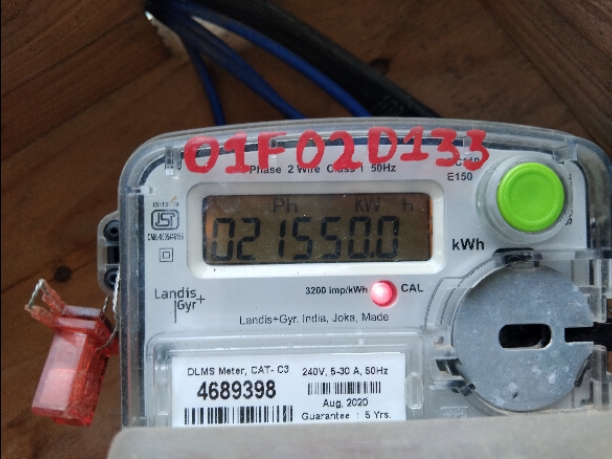 01F02D133
Phase 2 Wire Class 1 50Hz
E150
Ph KW h
021550.0
kWh
3200 imp/kWh CAL
Landis
Gyr+
Landis+Gyr, India, Joka, Made
DLMS Meter, CAT- C3 240V, 5-30 A, 50Hz
4689398
Aug, 2020
Guarantee : 5 Yrs.